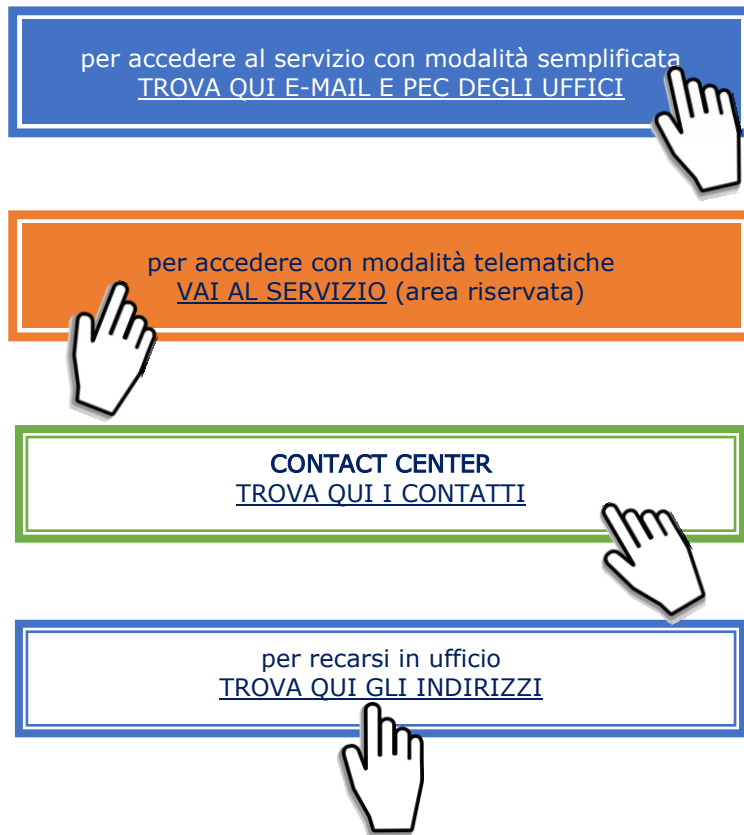 per accedere al servizio con modalità semplificata
TROVA QUI E-MAIL E PEC DEGLI UFFICI
per accedere con modalità telematiche
VAI AL SERVIZIO (area riservata)
CONTACT CENTER
TROVA QUI I CONTATTI
per recarsi in ufficio
TROVA QUI GLI INDIRIZZI